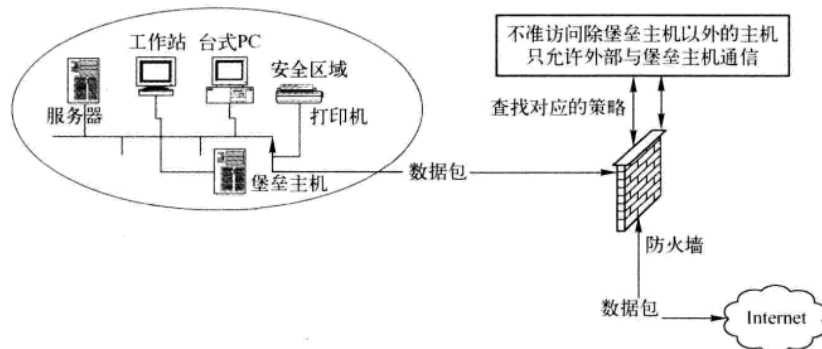 工作站
台式PC
安全区域
服务器
打印机
堡垒主机
数据包
不准访问除堡垒主机以外的主机
只允许外部与堡垒主机通信
查找对应的策略
防火墙
数据包
Internet